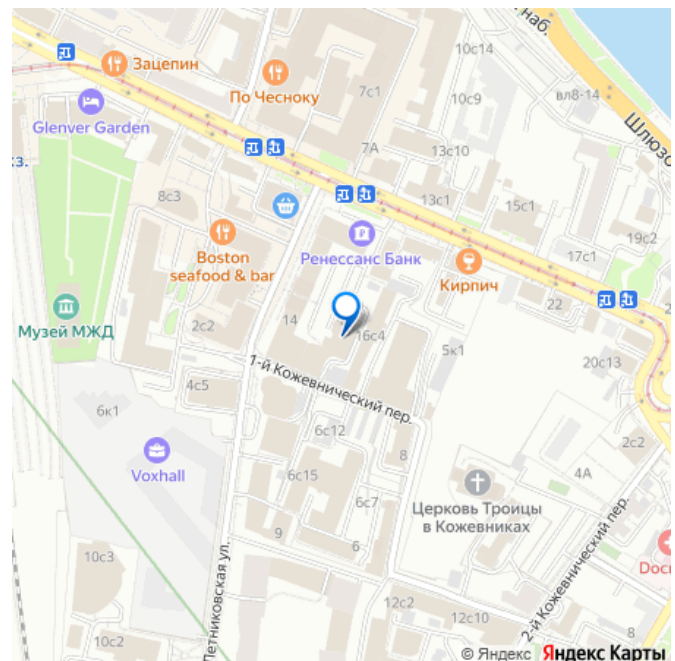 наб.
10с14
Зацепин
По Чесноку
10с9
вл8-14
7с1
Glenver Garden
Шлюзо
кз.
7А
13с10
8с3
13с1
15с1
19с2
Boston
seafood & bar
Ренессанс Банк
17с1
Кирпич
22
Музей МЖД
2с2
14
16с4
5к1
20с13
1-й Кожевнический пер.
4с5
6к1
6с12
2с2
Voxhall
8
4А
6с15
Церковь Троицы
в Кожевниках
6с7
9
6
2-й Кожевнический пер.
Летниковская ул.
10с3
Docт
12с2
12с10
10с2
8
© Яндекс Яндекс Карты